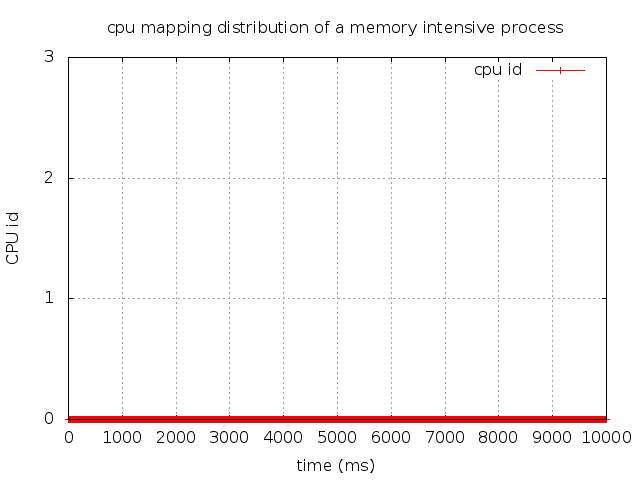 cpu mapping distribution of a memory intensive process
cpu id
3
2
1
0
CPU id
0 1000 2000 3000 4000 5000 6000 7000 8000 9000 10000
time (ms)